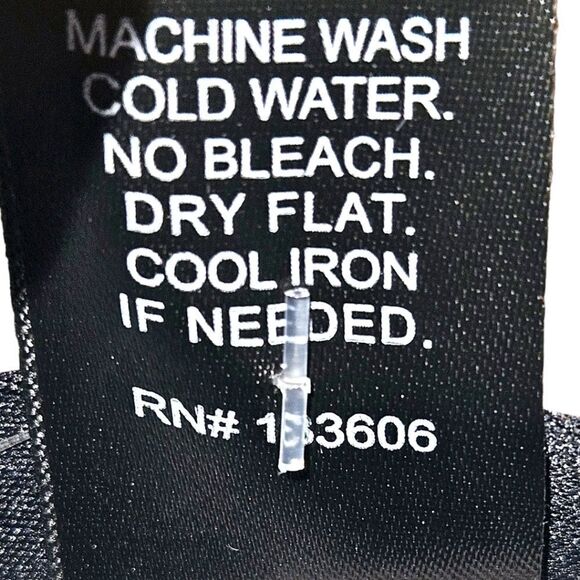 MACHINE WASH
COLD WATER.
NO BLEACH.
DRY FLAT.
COOL IRON
IF NEEDED.
RN#